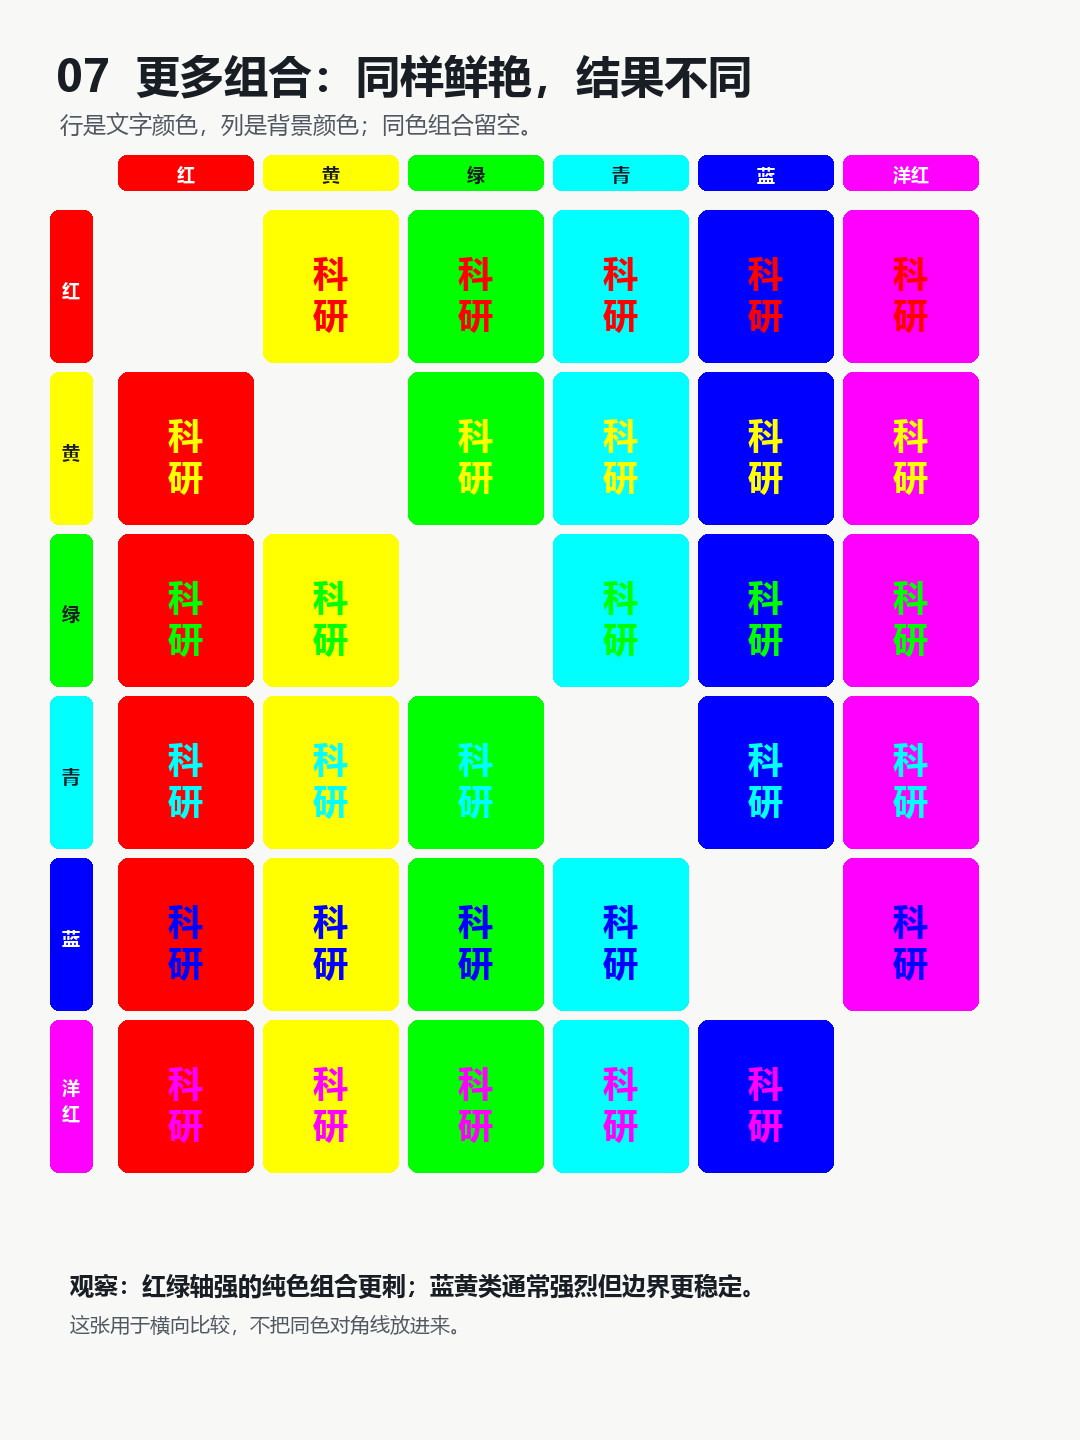 07 更多组合：同样鲜艳，结果不同
行是文字颜色，列是背景颜色；同色组合留空。
红 黄 绿 青 蓝 洋红
红
科 科 科 科 科
研 研 研 研 研
黄
科 科 科 科 科
研 研 研 研 研
绿
科 科 科 科 科
研 研 研 研 研
青
科 科 科 科 科
研 研 研 研 研
蓝
科 科 科 科 科
研 研 研 研 研
洋
红
科 科 科 科 科
研 研 研 研 研
观察：红绿轴强的纯色组合更刺；蓝黄类通常强烈但边界更稳定。
这张用于横向比较，不把同色对角线放进来。